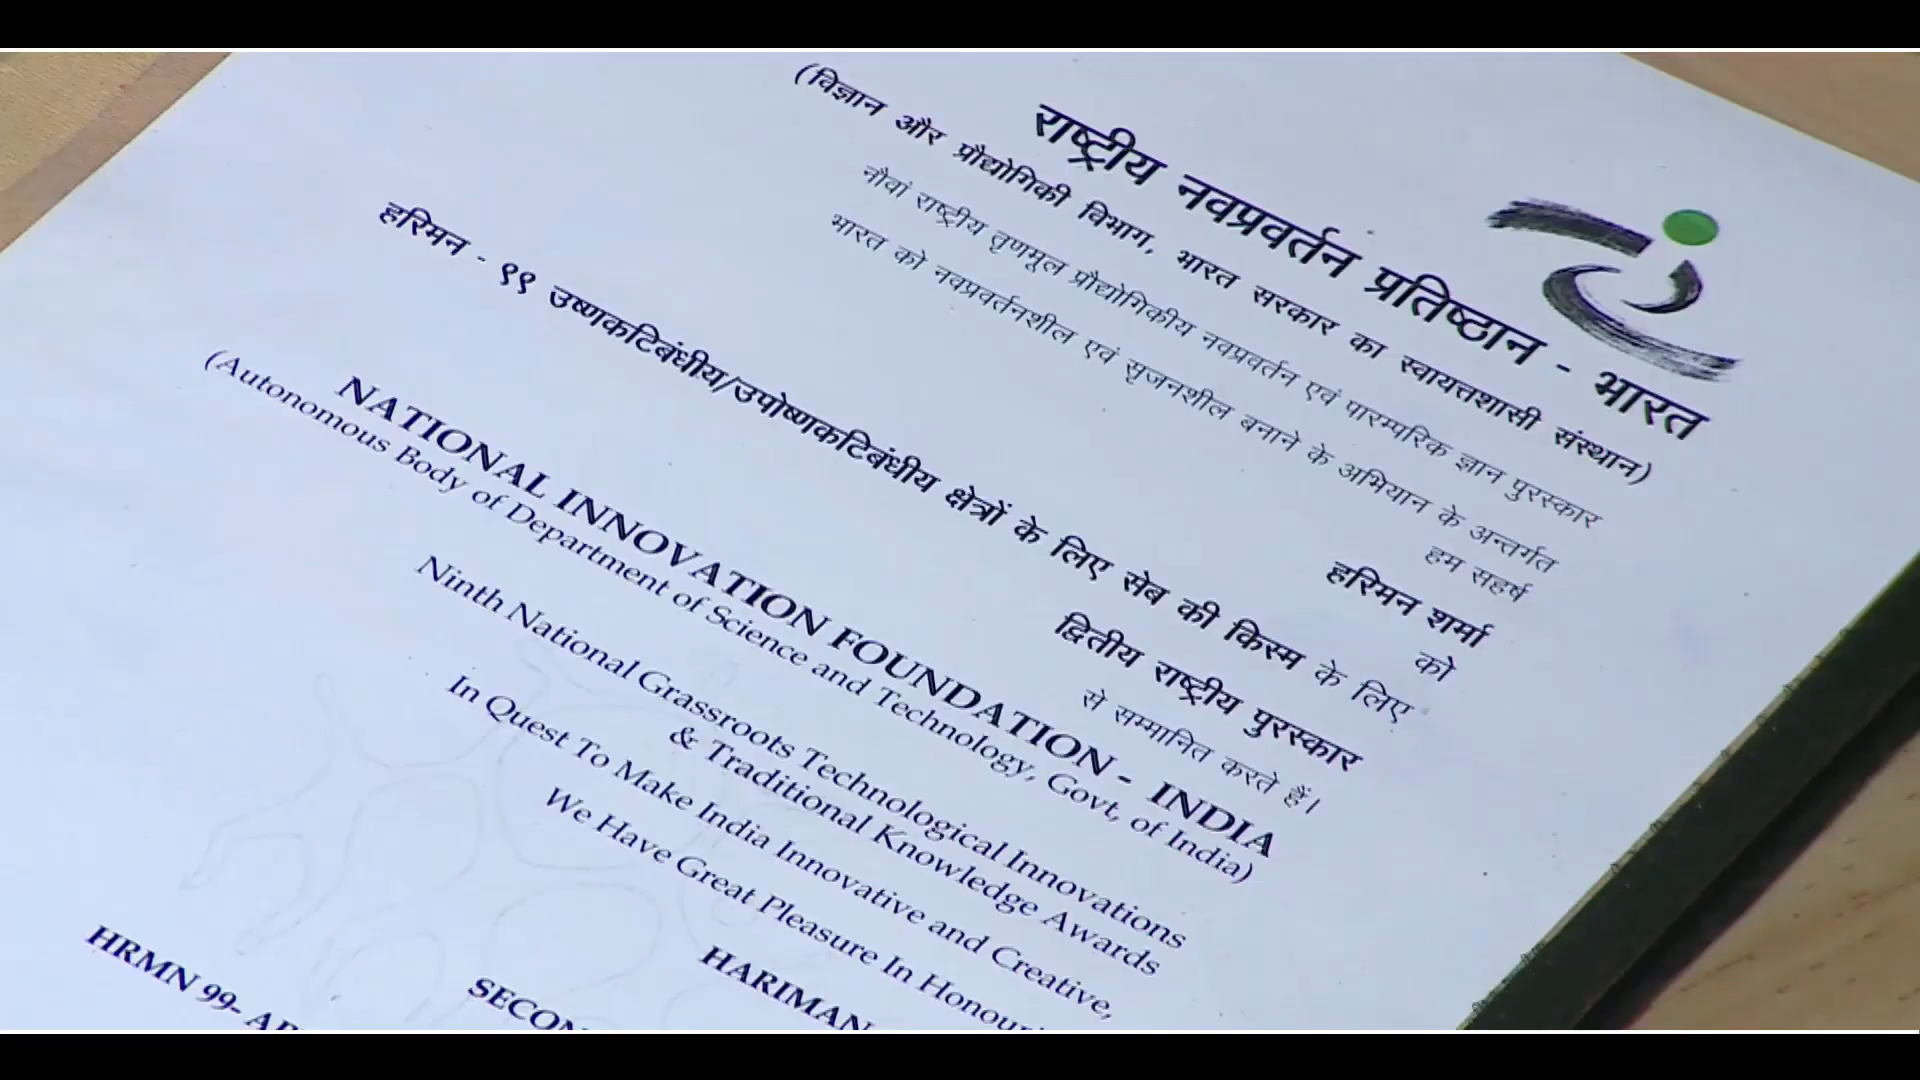 राष्ट्रीय नवप्रवर्तन प्रतिष्ठान - भारत
(विज्ञान और प्रौद्योगिकी विभाग, भारत सरकार का स्वायत्तशासी संस्थान)
नौवां राष्ट्रीय तृणमूल प्रौद्योगिकीय नवप्रवर्तन एवं पारम्परिक ज्ञान पुरस्कार
भारत को नवप्रवर्तनशील एवं सृजनशील बनाने के अभियान के अन्तर्गत
हम सहर्ष
हरिमन शर्मा
को
हरिमन - ९९ उष्णकटिबंधीय/उपोष्णकटिबंधीय क्षेत्रों के लिए सेब की किस्म के लिए
द्वितीय राष्ट्रीय पुरस्कार
से सम्मानित करते हैं।
NATIONAL INNOVATION FOUNDATION - INDIA
(Autonomous Body of Department of Science and Technology, Govt, of India)
Ninth National Grassroots Technological Innovations
& Traditional Knowledge Awards
In Quest To Make India Innovative and Creative,
We Have Great Pleasure In
HARIMAN
HRMN 99-